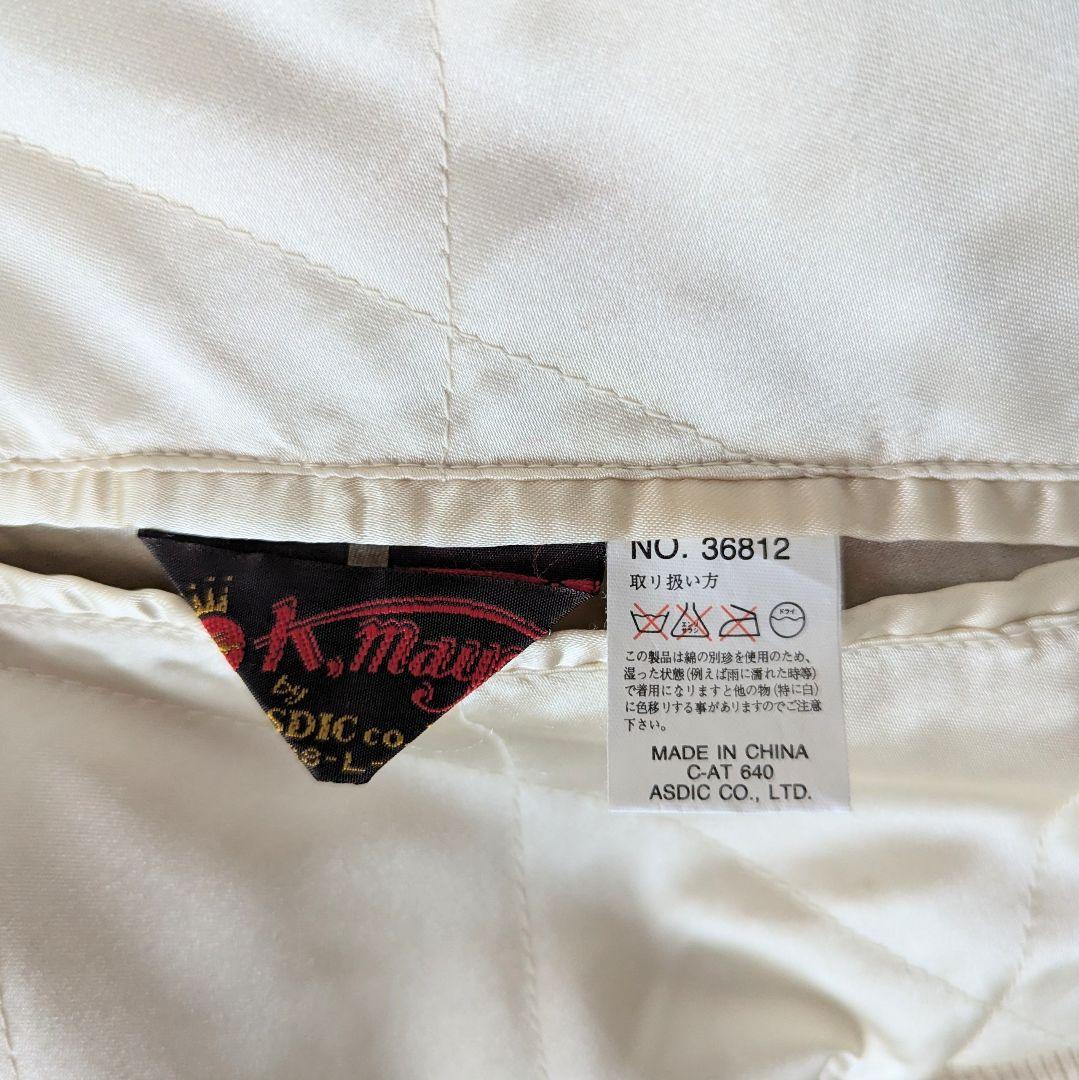 K. mayo
by
ASDIC co.
-L-
NO. 36812
取り扱い方
エンソ
サラシ
ドライ
この製品は綿の別珍を使用のため、
湿った状態(例えば雨に濡れた時等)
で着用になりますと他の物(特に白)
に色移りする事がありますのでご注意
下さい。
MADE IN CHINA
C-AT 640
ASDIC CO., LTD.